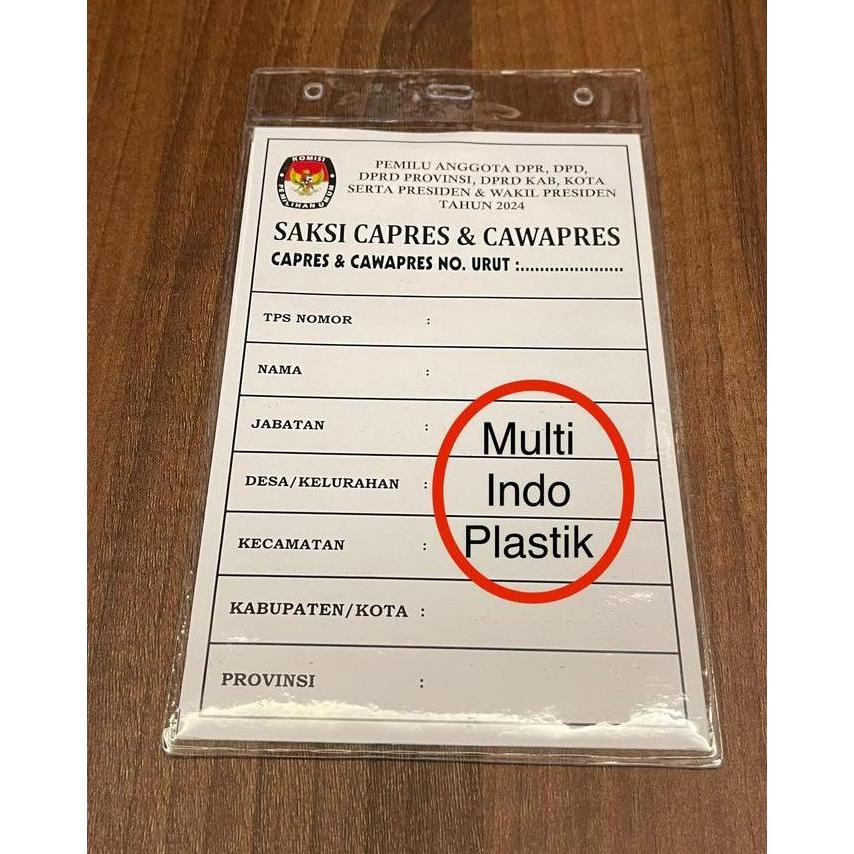 KOMISI
PEMILIHAN UMUM
PEMILU ANGGOTA DPR, DPD,
DPRD PROVINSI, DPRD KAB, KOTA
SERTA PRESIDEN & WAKIL PRESIDEN
TAHUN 2024
SAKSI CAPRES & CAWAPRES
CAPRES & CAWAPRES NO. URUT :......................
TPS NOMOR :
NAMA :
JABATAN :
DESA/KELURAHAN :
KECAMATAN :
KABUPATEN/KOTA :
PROVINSI :
Multi
Indo
Plastik